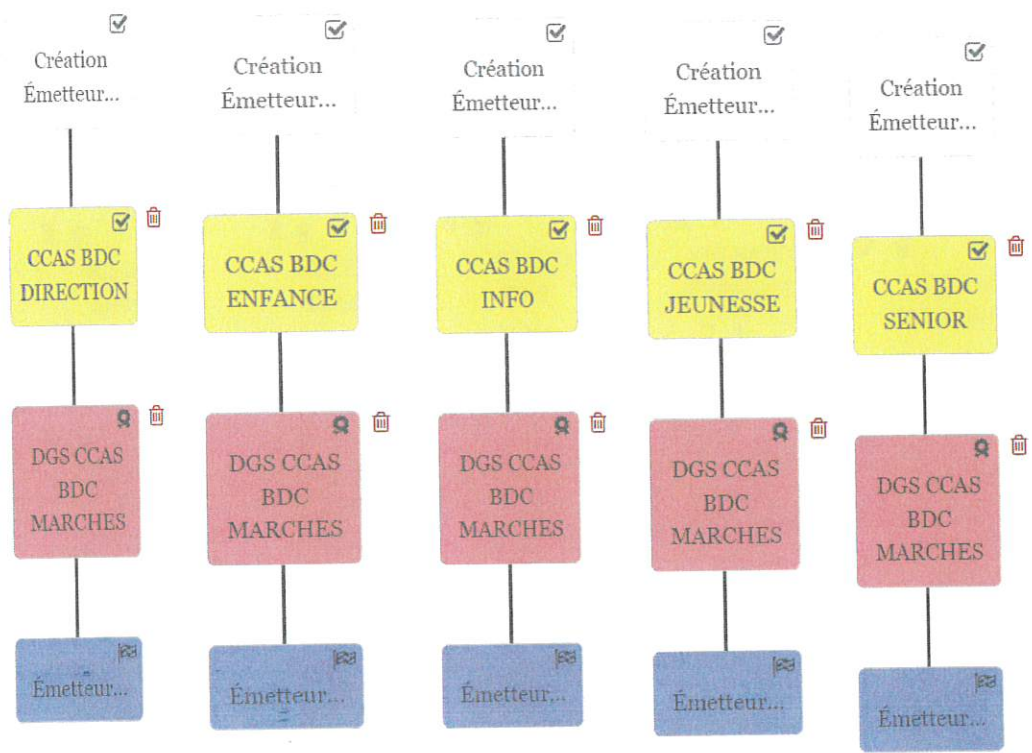 Création
Émetteur...
CCAS BDC
DIRECTION
DGS CCAS
BDC
MARCHES
Émetteur...
Création
Émetteur...
CCAS BDC
ENFANCE
DGS CCAS
BDC
MARCHES
Émetteur...
Création
Émetteur...
CCAS BDC
INFO
DGS CCAS
BDC
MARCHES
Émetteur...
Création
Émetteur...
CCAS BDC
JEUNESSE
DGS CCAS
BDC
MARCHES
Émetteur...
Création
Émetteur...
CCAS BDC
SENIOR
DGS CCAS
BDC
MARCHES
Émetteur...